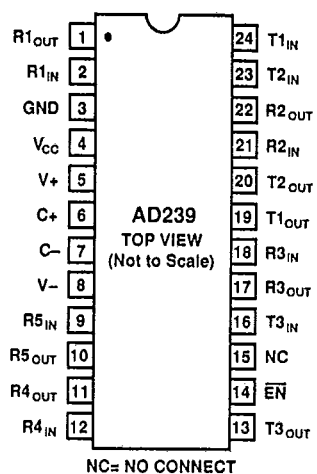 R1OUT 1 24 T1IN
R1IN 2 23 T2IN
GND 3 22 R2OUT
VCC 4 21 R2IN
V+ 5 20 T2OUT
C+ 6 AD239 19 T1OUT
C– 7 TOP VIEW 18 R3IN
V– 8 (Not to Scale) 17 R3OUT
R5IN 9 16 T3IN
R5OUT 10 15 NC
R4OUT 11 14 EN
R4IN 12 13 T3OUT
NC= NO CONNECT